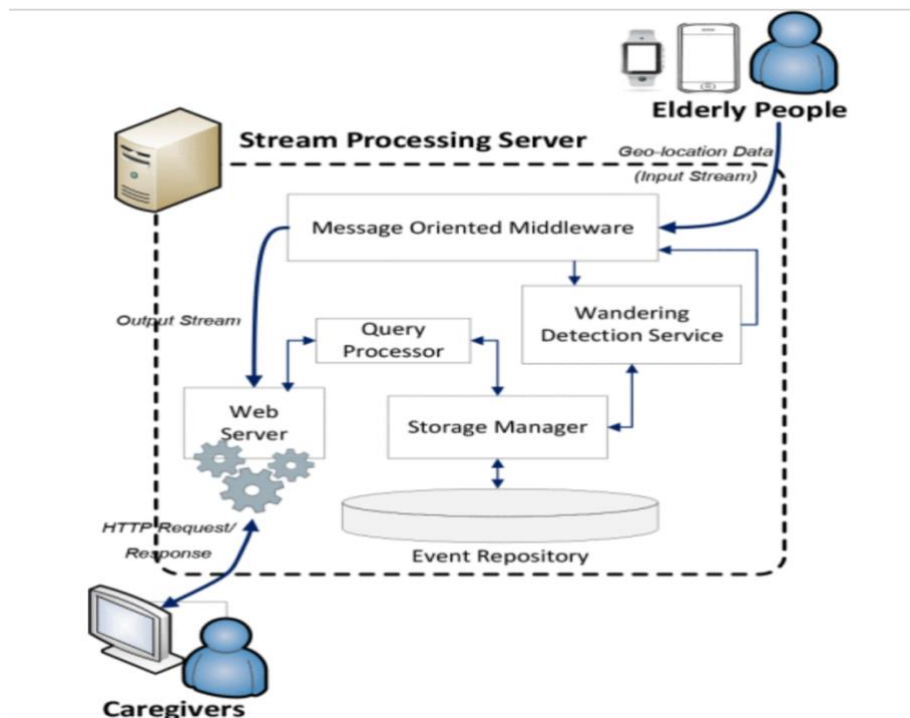 Elderly People
Stream Processing Server
Geo-location Data
(Input Stream)
Message Oriented Middleware
Output Stream
Query
Processor
Wandering
Detection Service
Web
Server
Storage Manager
HTTP Request/
Response
Event Repository
Caregivers